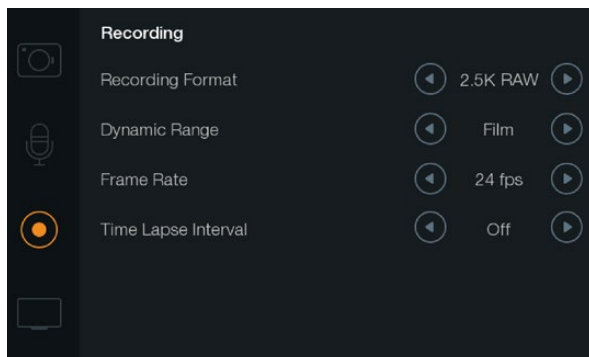 Recording
Recording Format 2.5K RAW
Dynamic Range Film
Frame Rate 24 fps
Time Lapse Interval Off